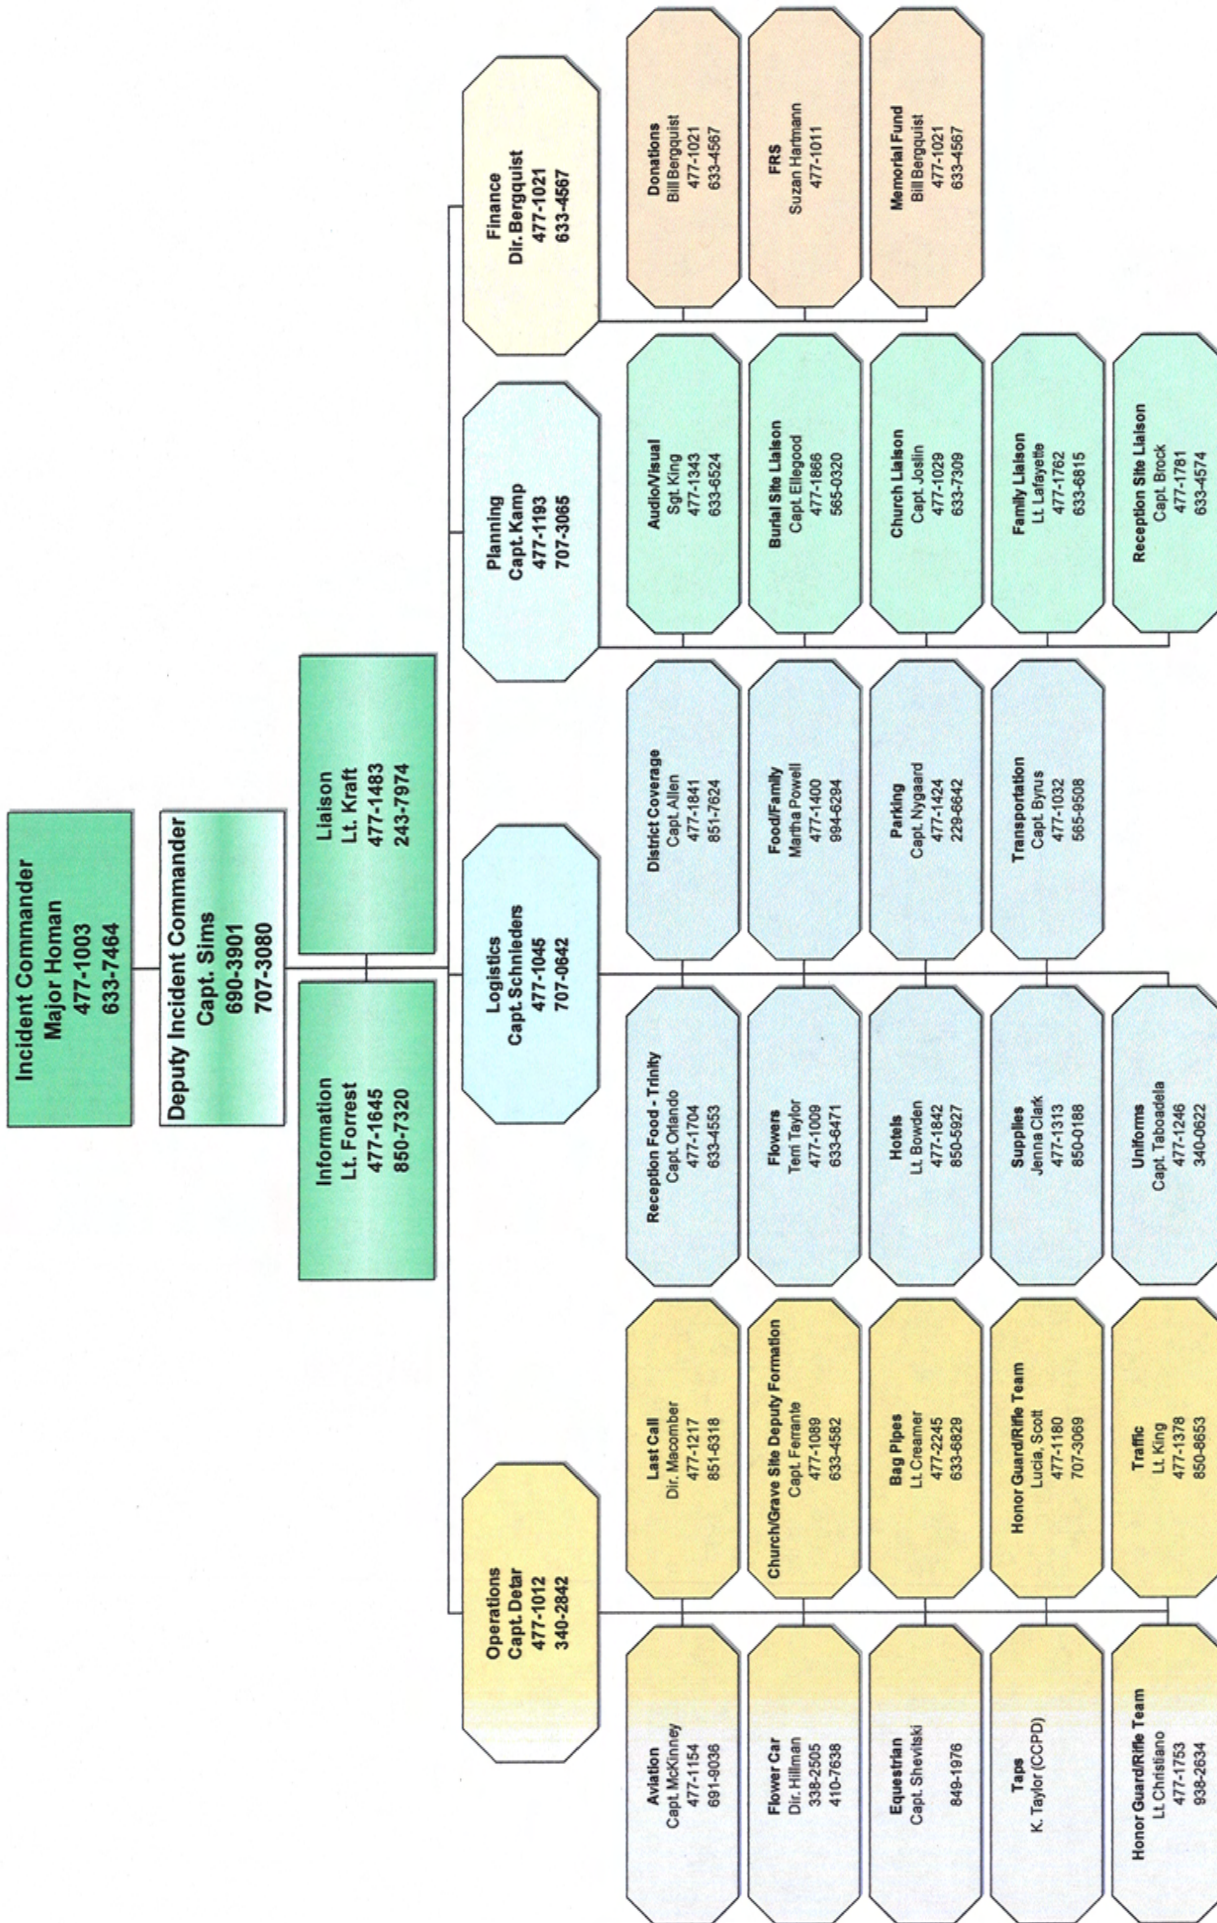 Incident Commander
Major Homan
477-1003
633-7464
Deputy Incident Commander
Capt. Sims
690-3901
707-3080
Information
Lt. Forrest
477-1645
850-7320
Liaison
Lt. Kraft
477-1483
243-7974
Operations
Capt. Detar
477-1012
340-2842
Logistics
Capt. Schnieders
477-1045
707-0642
Planning
Capt. Kamp
477-1193
707-3065
Finance
Dir. Bergquist
477-1021
633-4567
Aviation
Capt. McKinney
477-1154
691-9036
Flower Car
Dir. Hillman
338-2505
410-7638
Equestrian
Capt. Shevitski
849-1976
Taps
K. Taylor (CCPD)
Honor Guard/Rifle Team
Lt. Christiano
477-1753
938-2634
Last Call
Dir. Macomber
477-1217
851-6318
Church/Grave Site Deputy Formation
Capt. Ferrante
477-1089
633-4582
Bag Pipes
Lt. Creamer
477-2245
633-6829
Honor Guard/Rifle Team
Lucia, Scott
477-1180
707-3069
Traffic
Lt. King
477-1378
850-8653
Reception Food - Trinity
Capt. Orlando
477-1704
633-4553
Flowers
Terri Taylor
477-1009
633-6471
Hotels
Lt. Bowden
477-1842
850-5927
Supplies
Jenna Clark
477-1313
850-0188
Uniforms
Capt. Taboadela
477-1246
340-0622
District Coverage
Capt. Allen
477-1841
851-7624
Food/Family
Martha Powell
477-1400
994-6294
Parking
Capt. Nygaard
477-1424
229-6642
Transportation
Capt. Byrus
477-1032
565-9508
Audio/Visual
Sgt. King
477-1343
633-6524
Burial Site Liaison
Capt. Ellegood
477-1866
565-0320
Church Liaison
Capt. Joslin
477-1029
633-7309
Family Liaison
Lt. Lafayette
477-1762
633-6815
Reception Site Liaison
Capt. Brock
477-1781
633-4574
Donations
Bill Bergquist
477-1021
633-4567
FRS
Suzan Hartmann
477-1011
Memorial Fund
Bill Bergquist
477-1021
633-4567